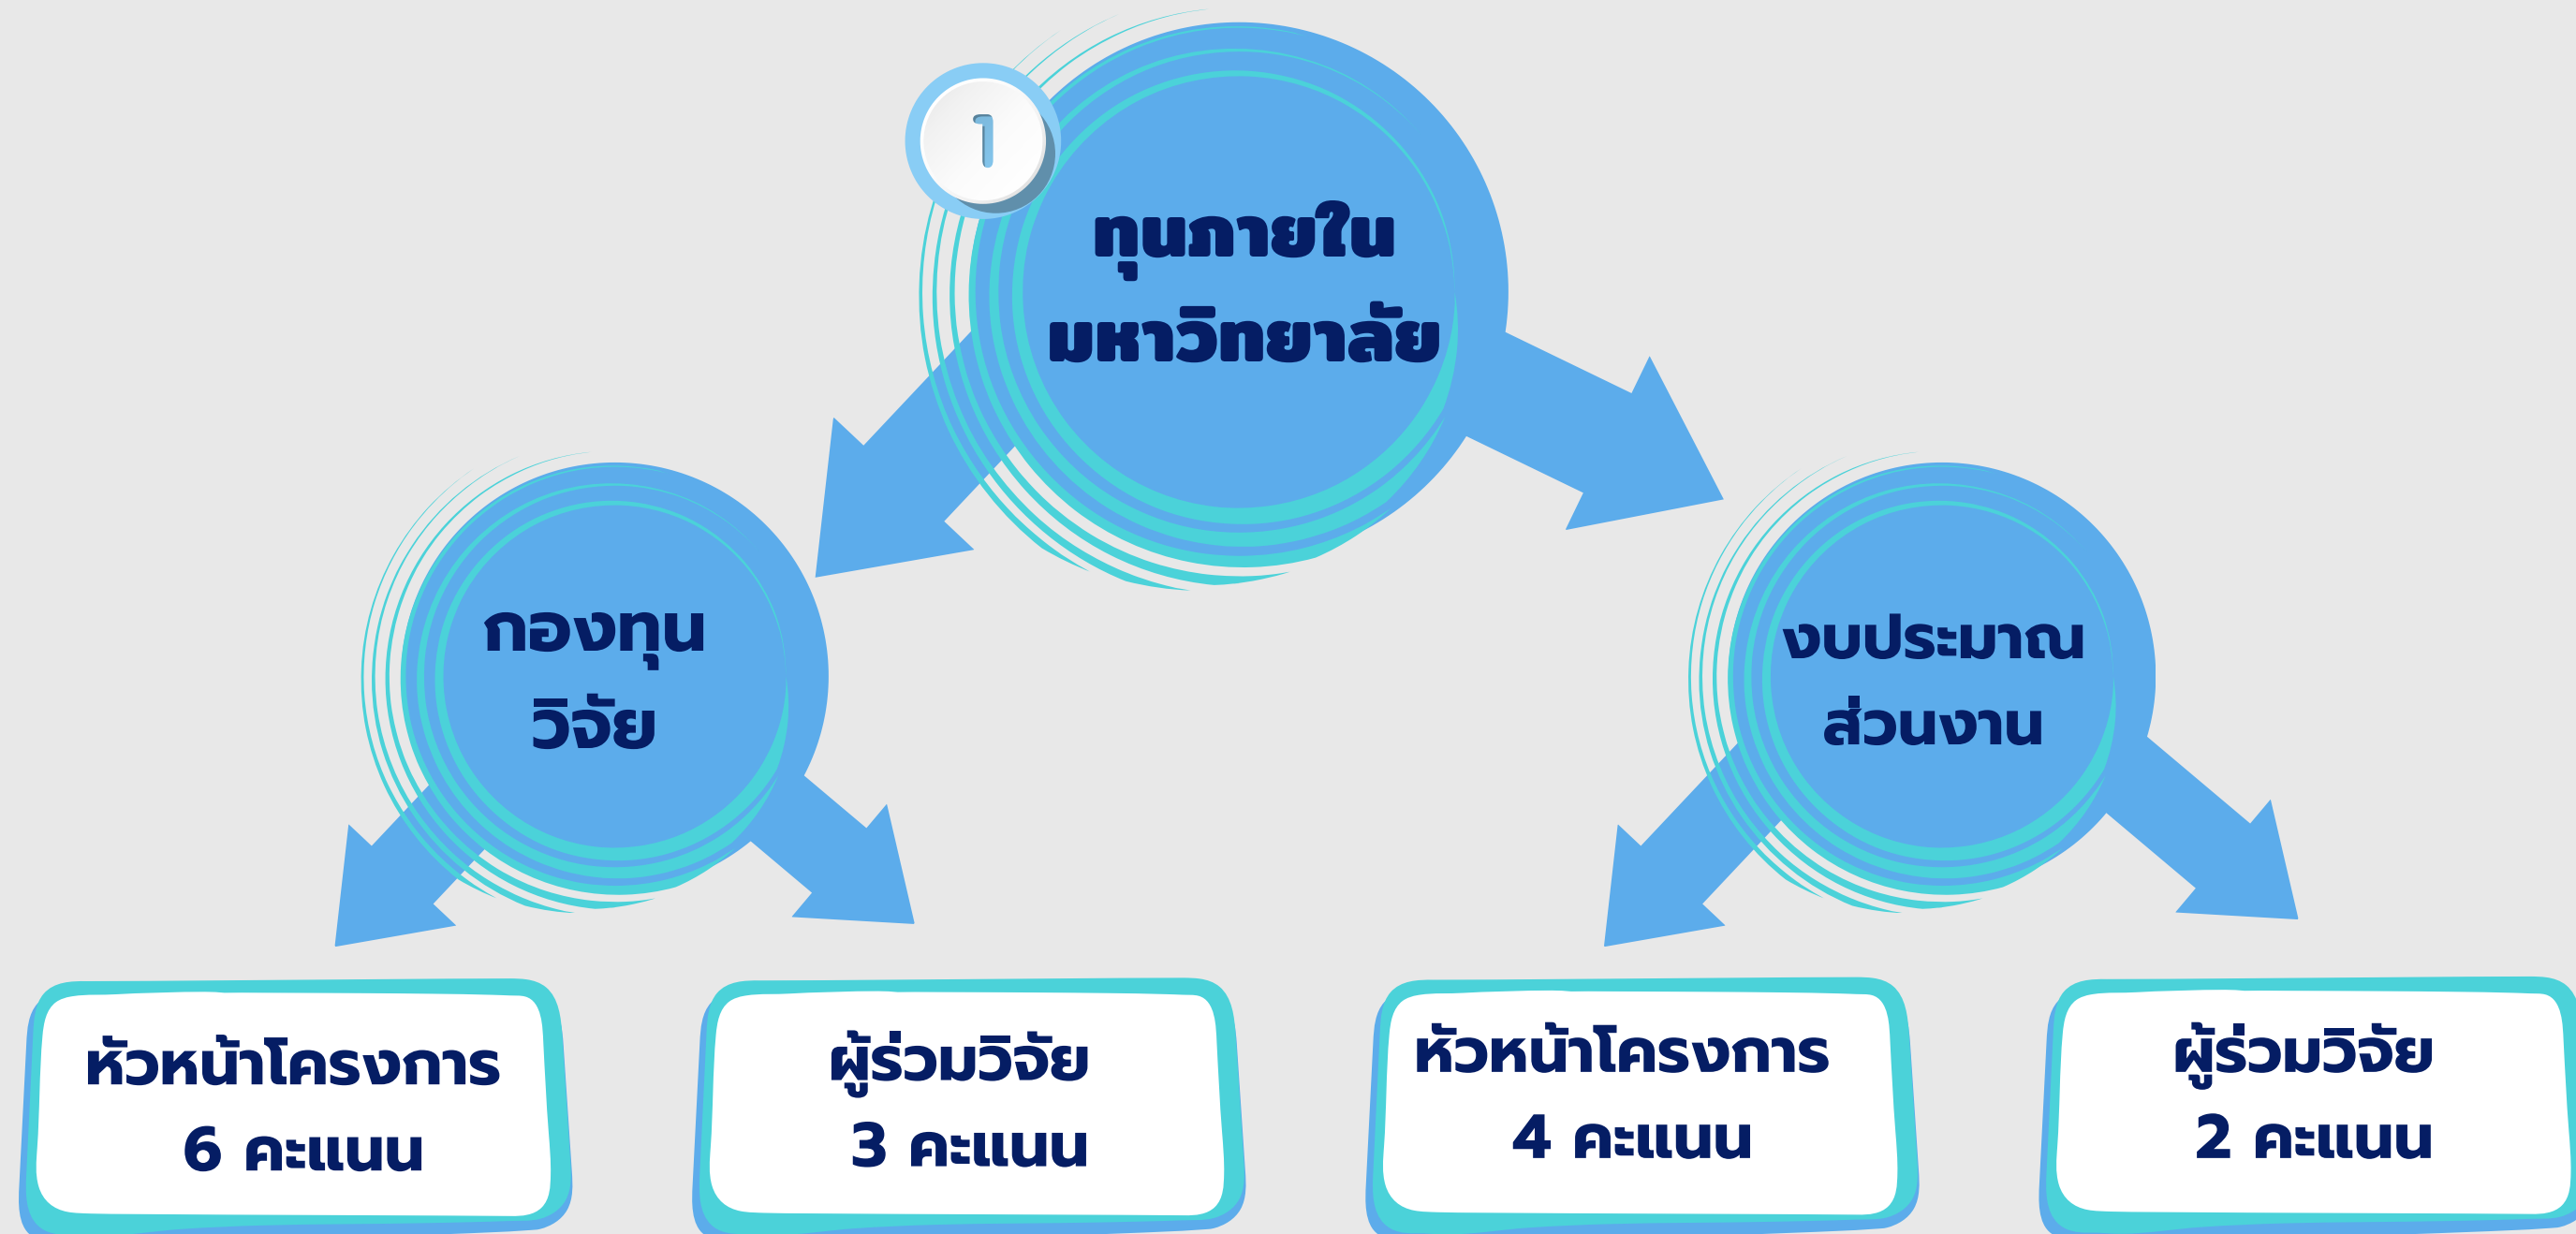 1
ทุนภายใน
มหาวิทยาลัย
กองทุน
วิจัย
งบประมาณ
ส่วนงาน
หัวหน้าโครงการ
6 คะแนน
ผู้ร่วมวิจัย
3 คะแนน
หัวหน้าโครงการ
4 คะแนน
ผู้ร่วมวิจัย
2 คะแนน